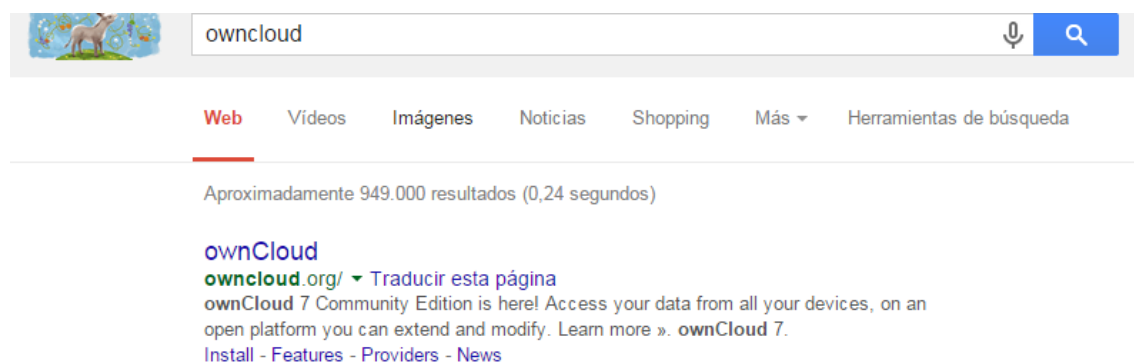 owncloud
Web Vídeos Imágenes Noticias Shopping Más Herramientas de búsqueda
Aproximadamente 949.000 resultados (0,24 segundos)
ownCloud
owncloud.org/ Traducir esta página
ownCloud 7 Community Edition is here! Access your data from all your devices, on an
open platform you can extend and modify. Learn more ». ownCloud 7.
Install - Features - Providers - News